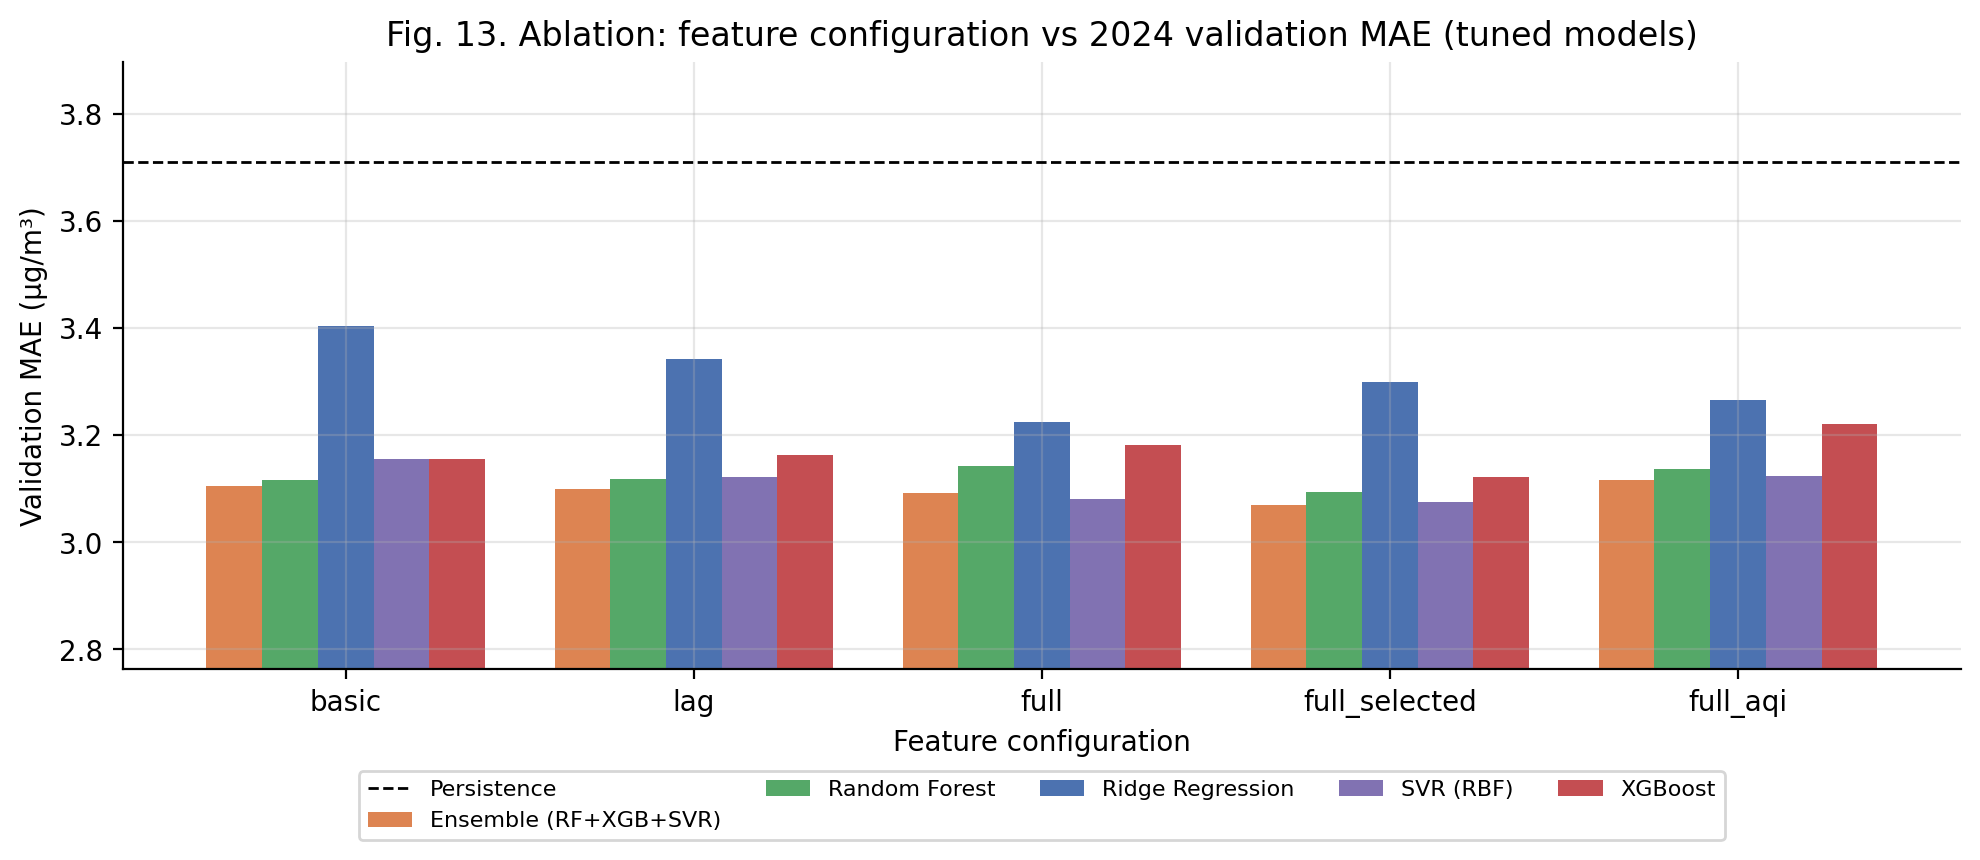 Fig. 13. Ablation: feature configuration vs 2024 validation MAE (tuned models)
Validation MAE (µg/m³)
3.8
3.6
3.4
3.2
3.0
2.8
basic lag full full_selected full_aqi
Feature configuration
Persistence Random Forest Ridge Regression SVR (RBF) XGBoost
Ensemble (RF+XGB+SVR)